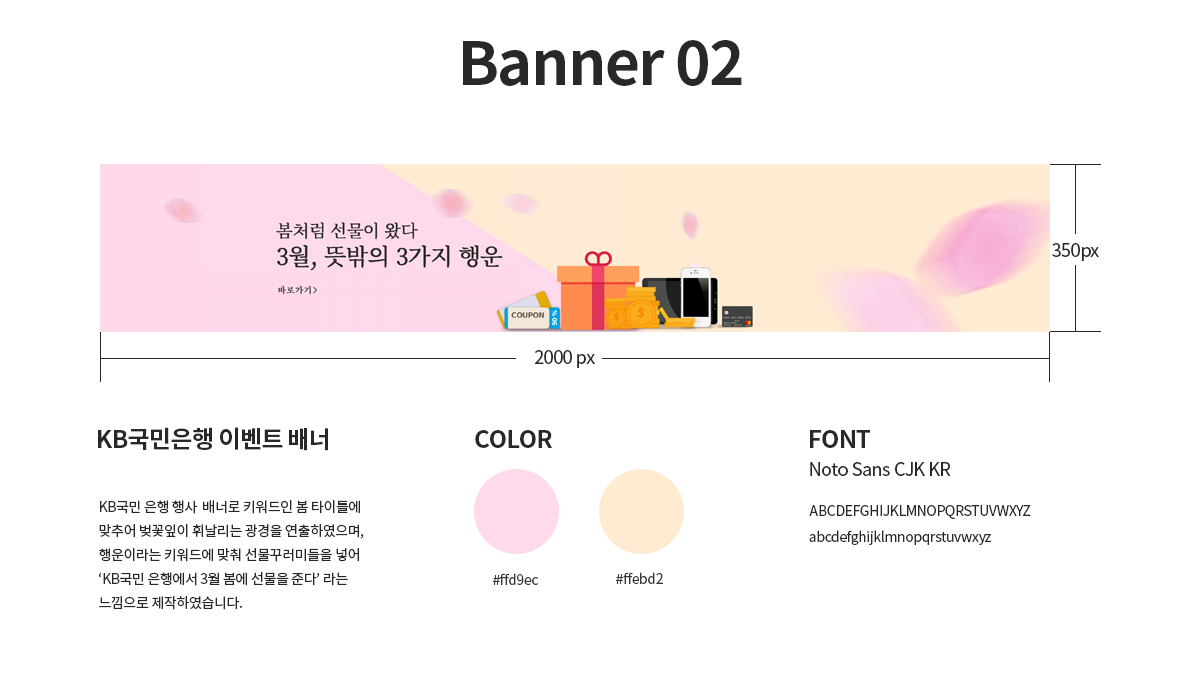 Banner 02
봄처럼 선물이 왔다
3월, 뜻밖의 3가지 행운
바로가기>
COUPON
50 %
350px
2000 px
KB국민은행 이벤트 배너
KB국민 은행 행사 배너로 키워드인 봄 타이틀에
맞추어 벚꽃잎이 휘날리는 광경을 연출하였으며,
행운이라는 키워드에 맞춰 선물꾸러미들을 넣어
‘KB국민 은행에서 3월 봄에 선물을 준다’ 라는
느낌으로 제작하였습니다.
COLOR
#ffd9ec
#ffebd2
FONT
Noto Sans CJK KR
ABCDEFGHIJKLMNOPQRSTUVWXYZ
abcdefghijklmnopqrstuvwxyz